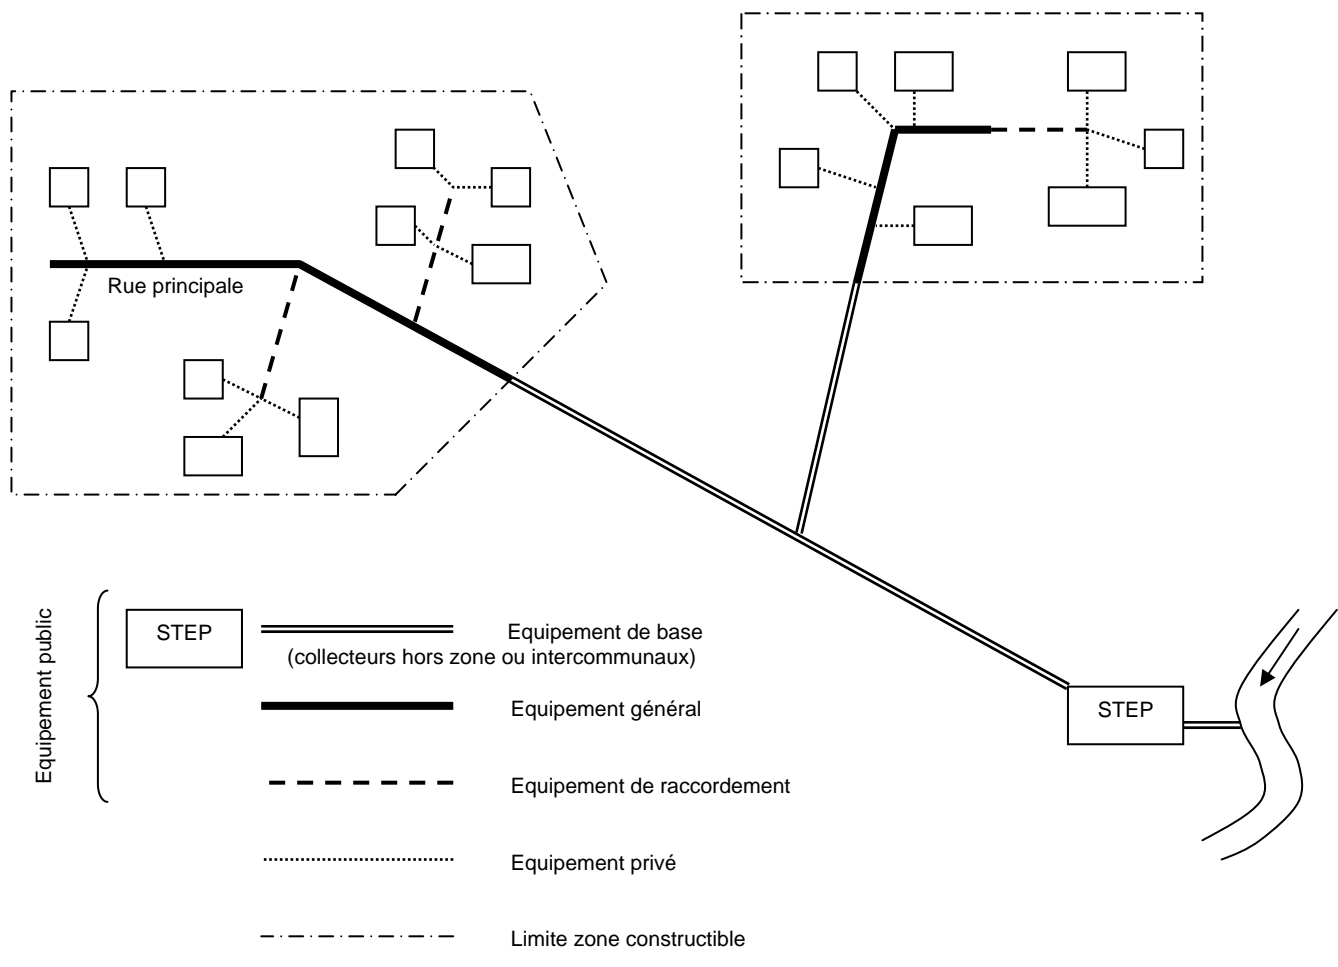 Rue principale
Equipement public
STEP
Equipement de base
(collecteurs hors zone ou intercommunaux)
STEP
Equipement général
Equipement de raccordement
Equipement privé
Limite zone constructible